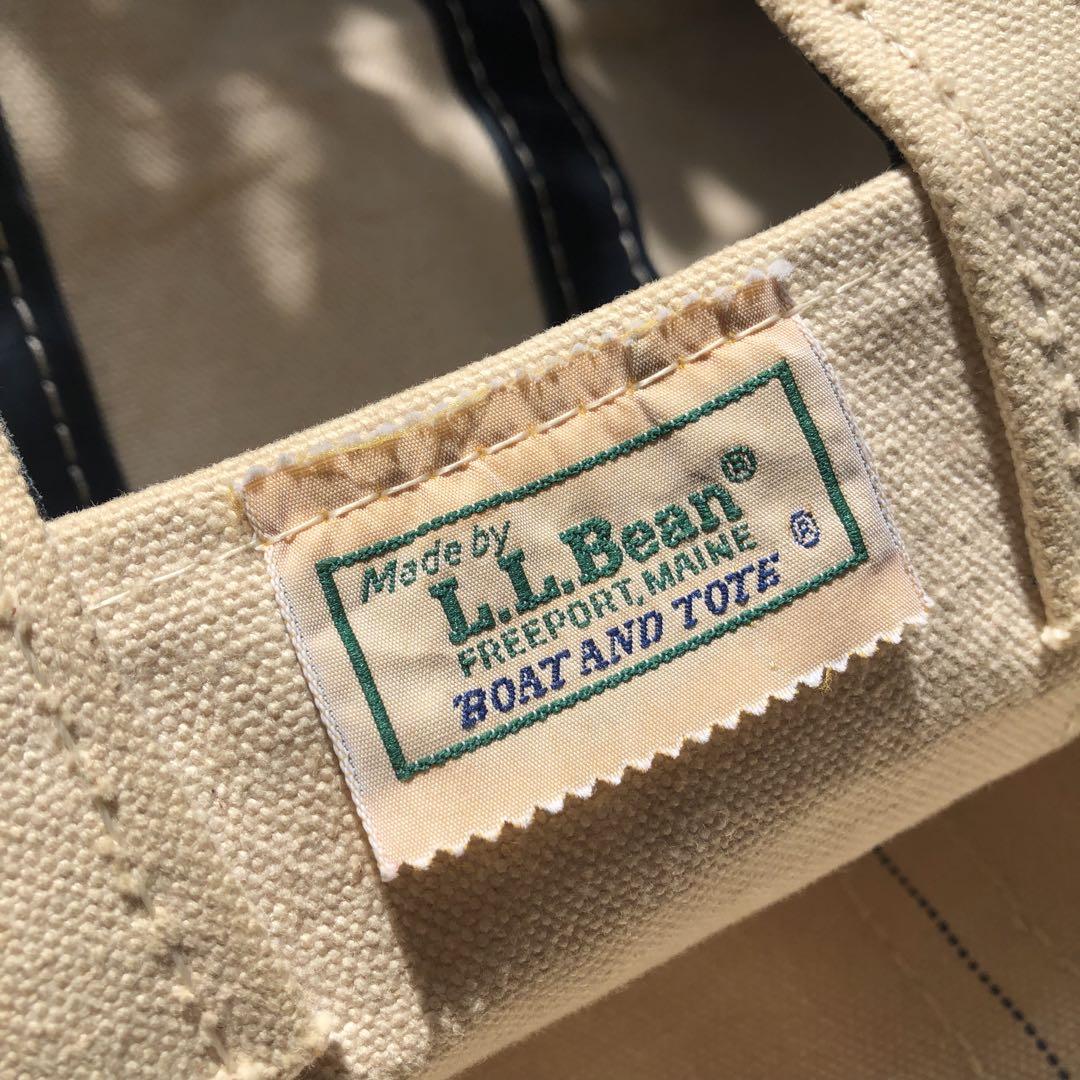 Made by
L.L.Bean®
FREEPORT, MAINE
BOAT AND TOTE ®